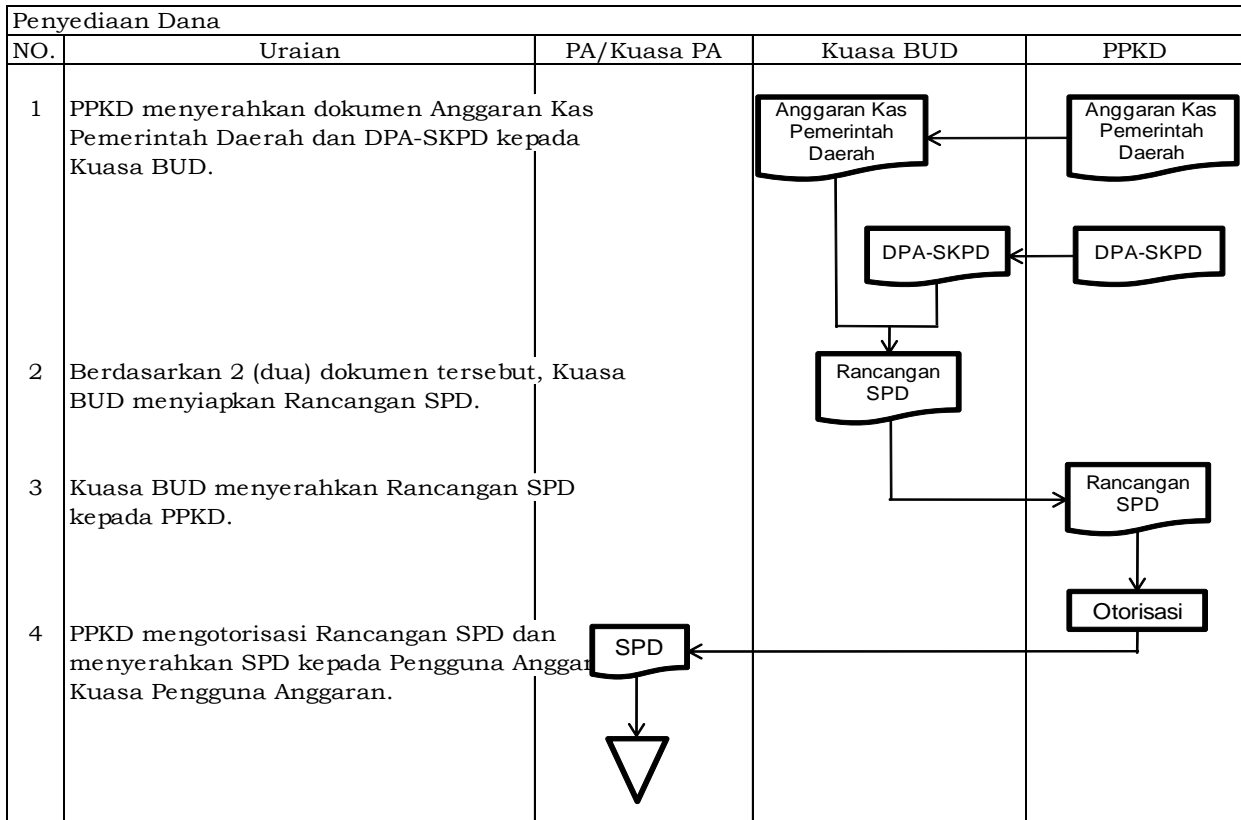 Penyediaan Dana
NO. Uraian PA/Kuasa PA Kuasa BUD PPKD
1 PPKD menyerahkan dokumen Anggaran Kas
Pemerintah Daerah dan DPA-SKPD kepada
Kuasa BUD.
Anggaran Kas
Pemerintah
Daerah
Anggaran Kas
Pemerintah
Daerah
DPA-SKPD
DPA-SKPD
2 Berdasarkan 2 (dua) dokumen tersebut, Kuasa
BUD menyiapkan Rancangan SPD.
Rancangan
SPD
3 Kuasa BUD menyerahkan Rancangan SPD
kepada PPKD.
Rancangan
SPD
Otorisasi
4 PPKD mengotorisasi Rancangan SPD dan
menyerahkan SPD kepada Pengguna
Kuasa Pengguna Anggaran.
SPD